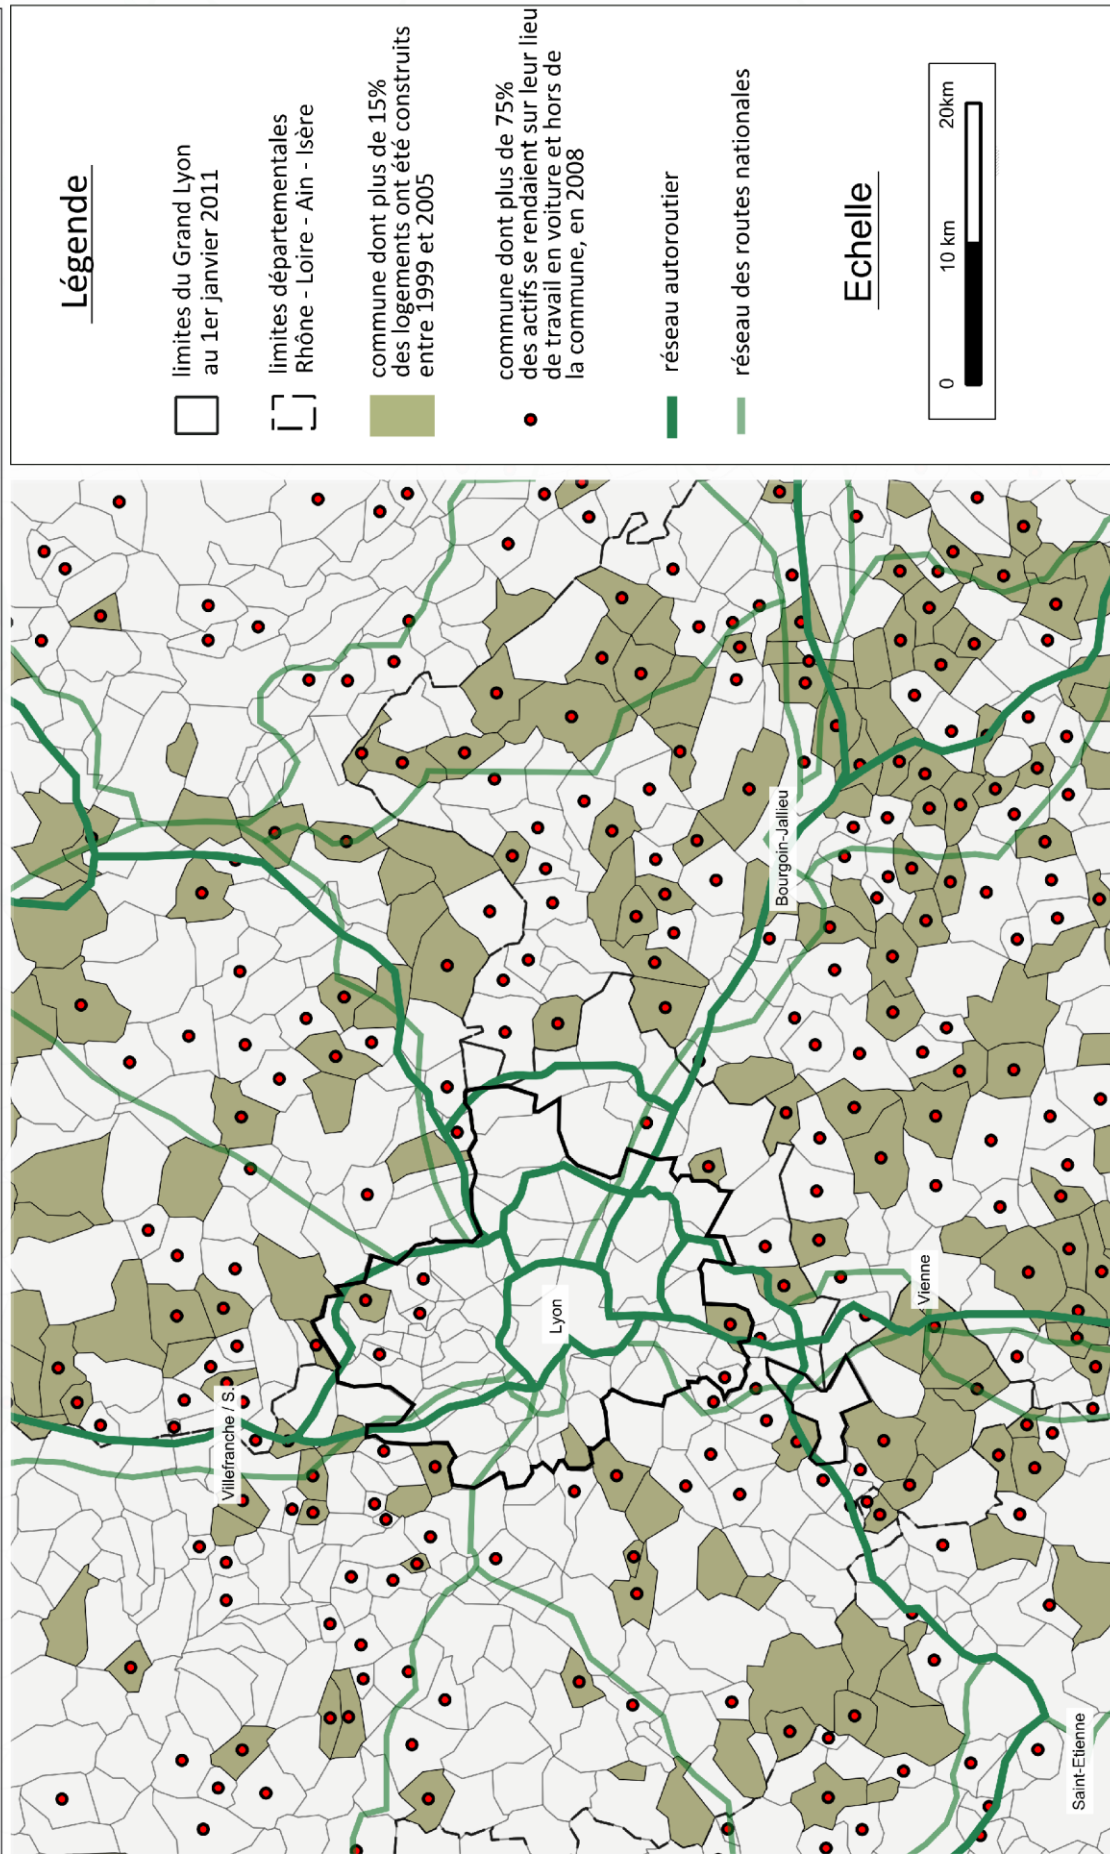 Légende
limites du Grand Lyon
au 1er janvier 2011
limites départementales
Rhône - Loire - Ain - Isère
commune dont plus de 15%
des logements ont été construits
entre 1999 et 2005
commune dont plus de 75%
des actifs se rendaient sur leur lieu
de travail en voiture et hors de
la commune, en 2008
réseau autoroutier
réseau des routes nationales
Echelle
0
10 km
20km
Villefranche / S.
Lyon
Bourgoin-Jallieu
Vienne
Saint-Etienne